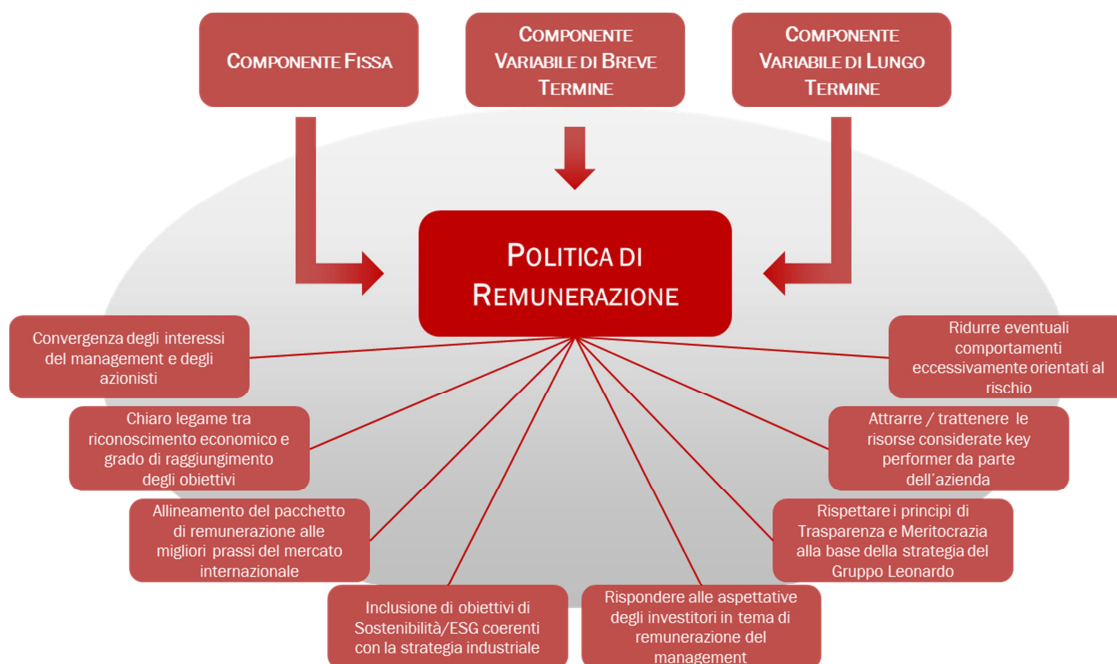 COMPONENTE FISSA
COMPONENTE
VARIABILE DI BREVE
TERMINE
COMPONENTE
VARIABILE DI LUNGO
TERMINE
POLITICA DI
REMUNERAZIONE
Convergenza degli interessi
del management e degli
azionisti
Chiaro legame tra
riconoscimento economico e
grado di raggiungimento
degli obiettivi
Allineamento del pacchetto
di remunerazione alle
migliori prassi del mercato
internazionale
Inclusione di obiettivi di
Sostenibilità/ESG coerenti
con la strategia industriale
Rispondere alle aspettative
degli investitori in tema di
remunerazione del
management
Rispettare i principi di
Trasparenza e Meritocrazia
alla base della strategia del
Gruppo Leonardo
Attrarre / trattenere le
risorse considerate key
performer da parte
dell'azienda
Ridurre eventuali
comportamenti
eccessivamente orientati al
rischio